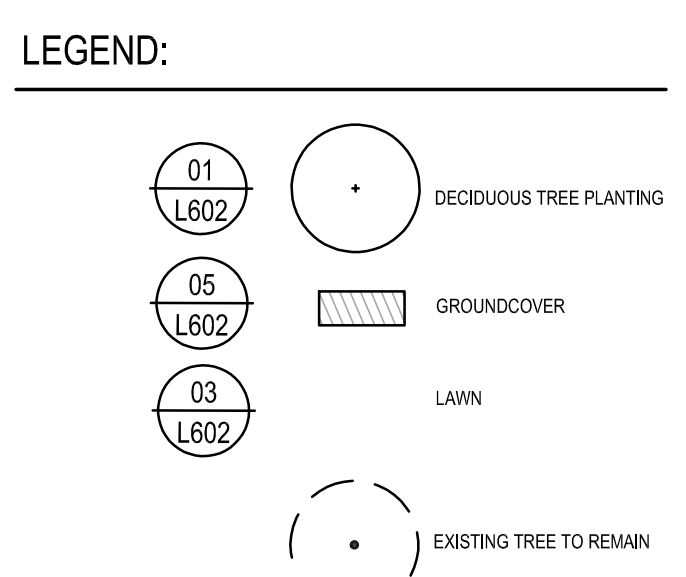 LEGEND:
01
L602
DECIDUOUS TREE PLANTING
05
L602
GROUNDCOVER
03
L602
LAWN
EXISTING TREE TO REMAIN